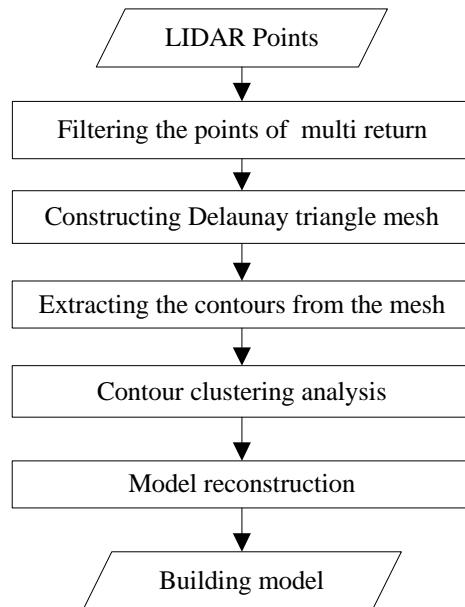 LIDAR Points
Filtering the points of multi return
Constructing Delaunay triangle mesh
Extracting the contours from the mesh
Contour clustering analysis
Model reconstruction
Building model